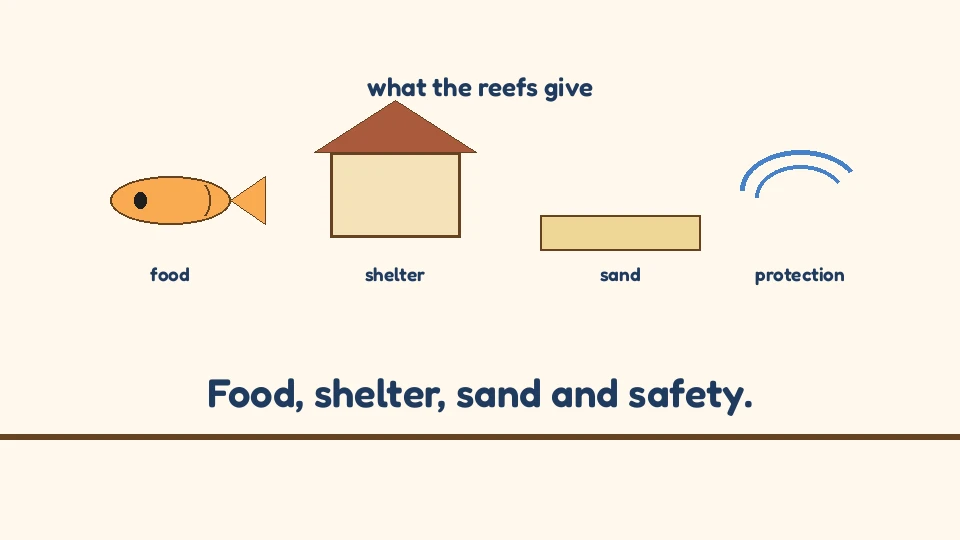 what the reefs give
food
shelter
sand
protection
Food, shelter, sand and safety.